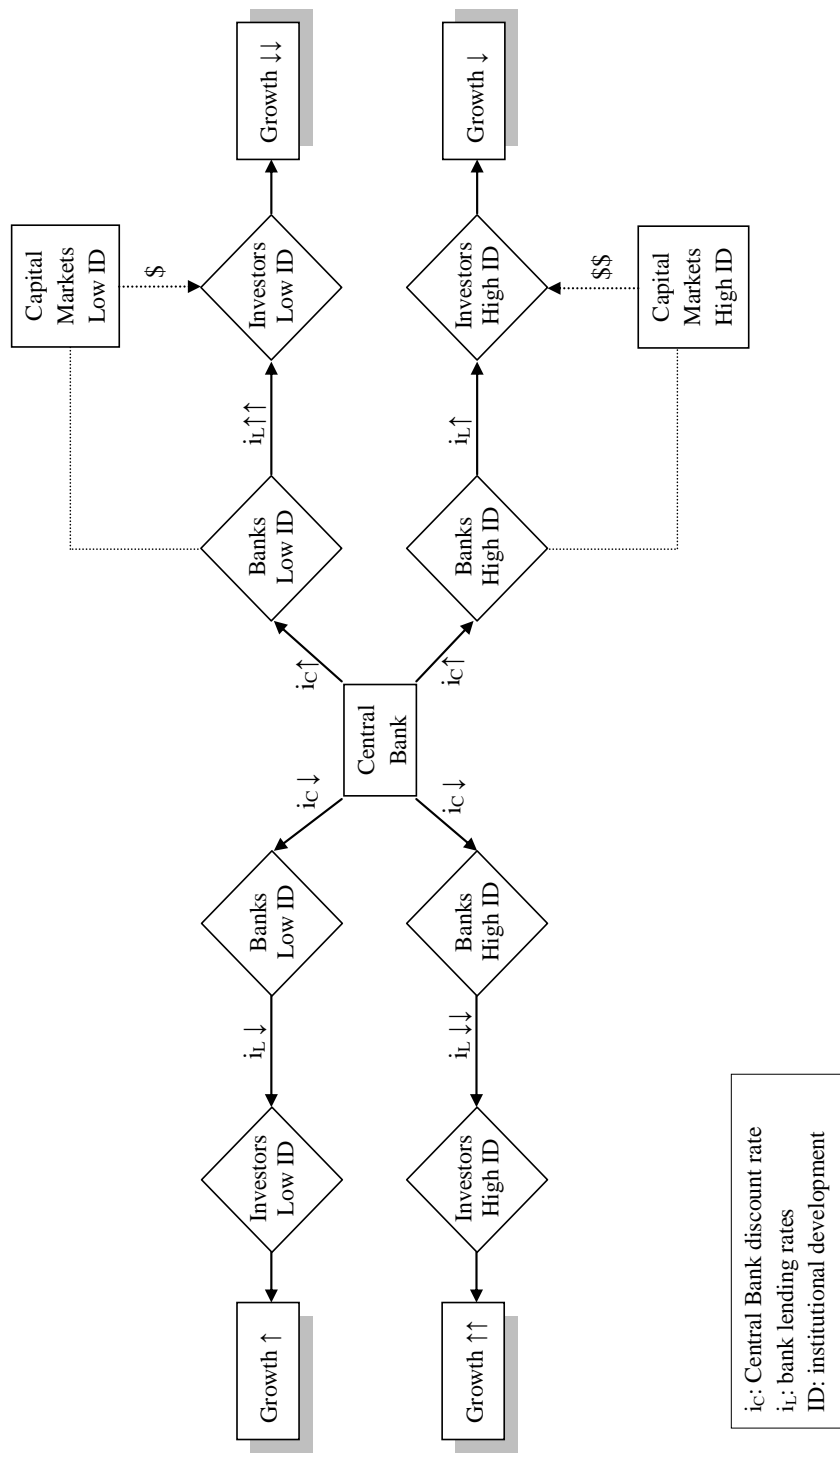 Capital
Markets
Low ID
$
Growth ↑
Investors
Low ID
i_L ↓
Banks
Low ID
i_C ↓
i_C ↑
Banks
Low ID
i_L ↑↑
Investors
Low ID
Growth ↓↓
Central
Bank
Growth ↑↑
Investors
High ID
i_L ↓↓
Banks
High ID
i_C ↓
i_C ↑
Banks
High ID
i_L ↑
Investors
High ID
Growth ↓
$$
Capital
Markets
High ID
i_C: Central Bank discount rate
i_L: bank lending rates
ID: institutional development